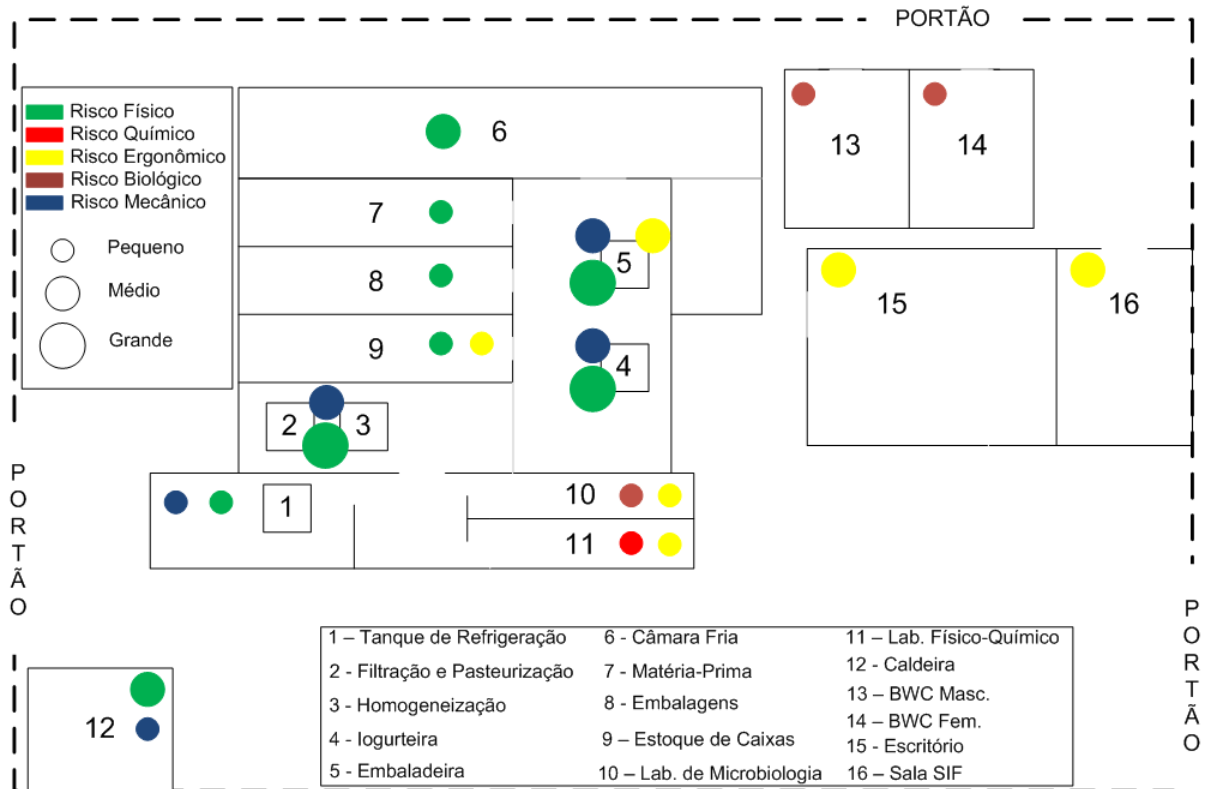 PORTÃO
Risco Físico
Risco Químico
Risco Ergonômico
Risco Biológico
Risco Mecânico
Pequeno
Médio
Grande
6
7
8
9
5
4
2
3
1
10
11
13
14
15
16
PORTÃO
PORTÃO
12
1 – Tanque de Refrigeração
2 - Filtração e Pasteurização
3 - Homogeneização
4 - Iogurteira
5 - Embaladeira
6 - Câmara Fria
7 - Matéria-Prima
8 - Embalagens
9 – Estoque de Caixas
10 – Lab. de Microbiologia
11 – Lab. Físico-Químico
12 - Caldeira
13 – BWC Masc.
14 – BWC Fem.
15 - Escritório
16 – Sala SIF